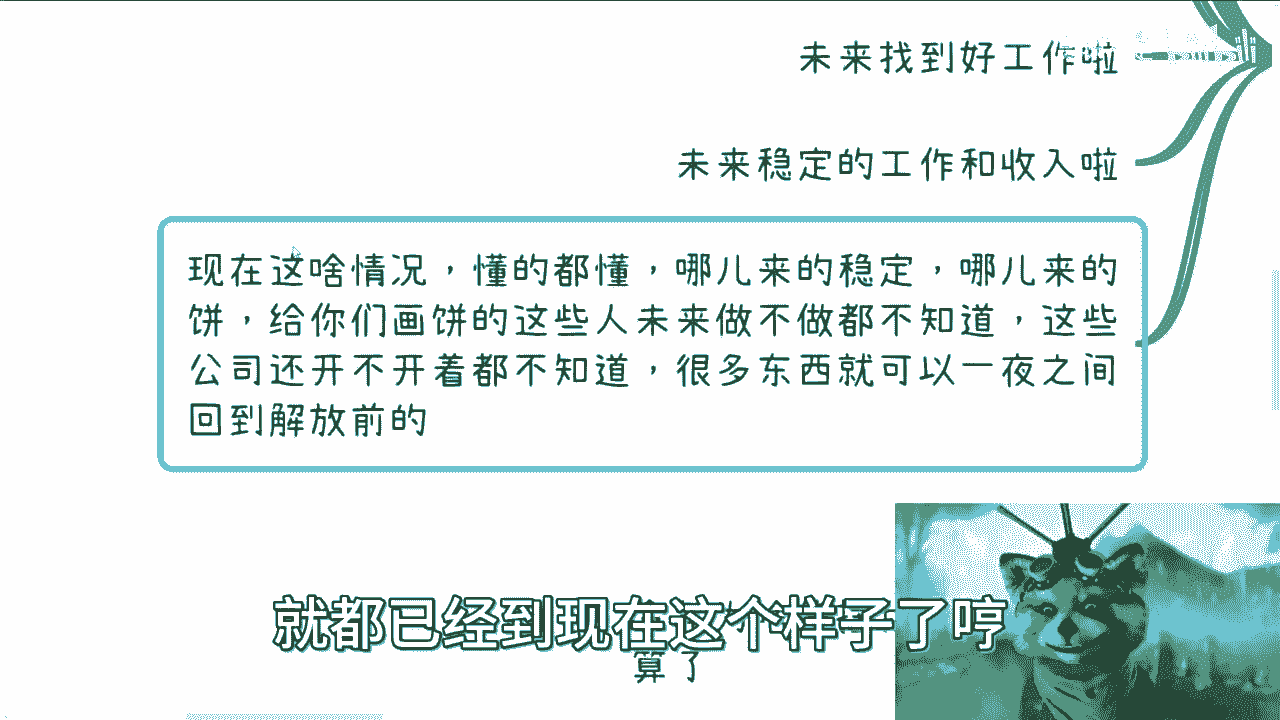 未来找到好工作啦
未来稳定的工作和收入啦
现在这啥情况，懂的都懂，哪儿来的稳定，哪儿来的
饼，给你们画饼的这些人未来做不做都不知道，这些
公司还开不开着都不知道，很多东西就可以一夜之间
回到解放前的
就都已经到现在这个样子了哼
算了